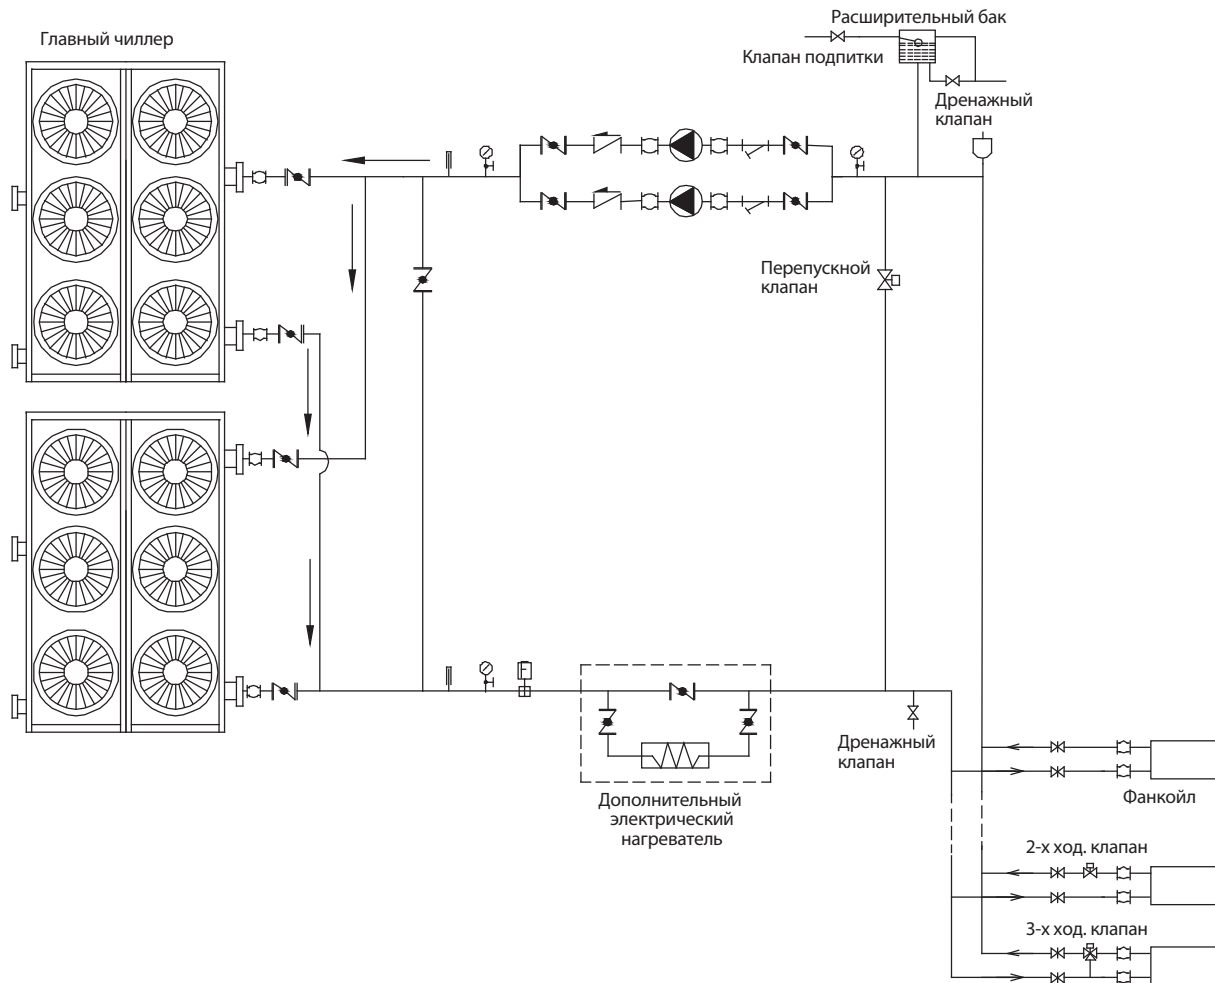 Расширительный бак
Главный чиллер
Клапан подпитки
Дренажный
клапан
Перепускной
клапан
F
Дренажный
клапан
Дополнительный
электрический
нагреватель
Фанкойл
2-х ход. клапан
3-х ход. клапан